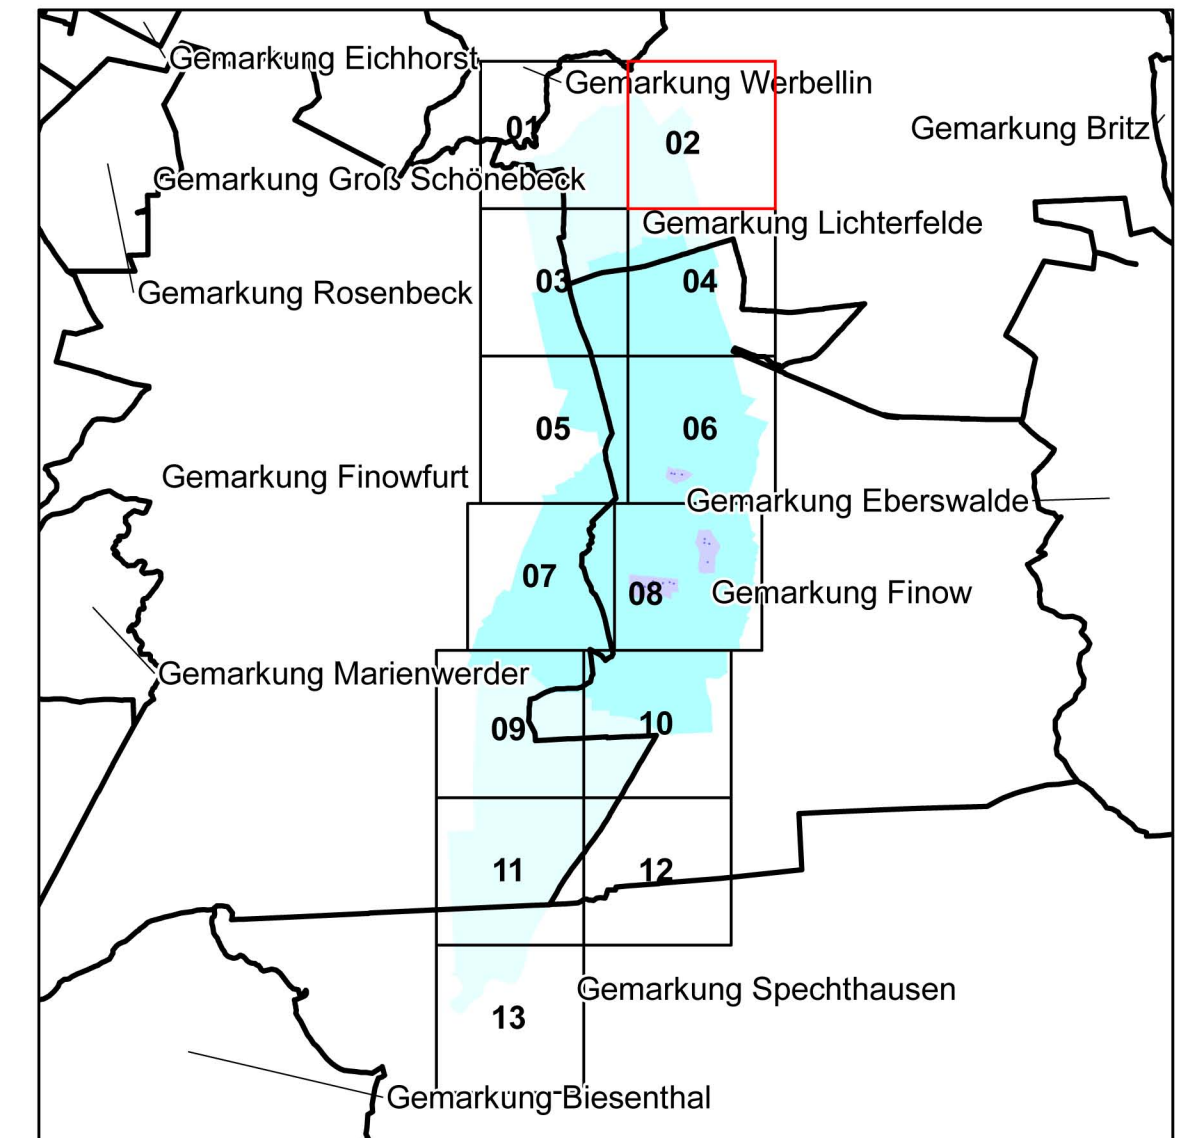 Gemarkung Eichhorst
Gemarkung Werbellin
01
02
Gemarkung Britz
Gemarkung Groß Schönebeck
Gemarkung Lichterfelde
03
04
Gemarkung Rosenbeck
05
06
Gemarkung Finowfurt
Gemarkung Eberswalde
07
08
Gemarkung Finow
Gemarkung Marienwerder
09
10
11
12
Gemarkung Spechthausen
13
Gemarkung Biesenthal